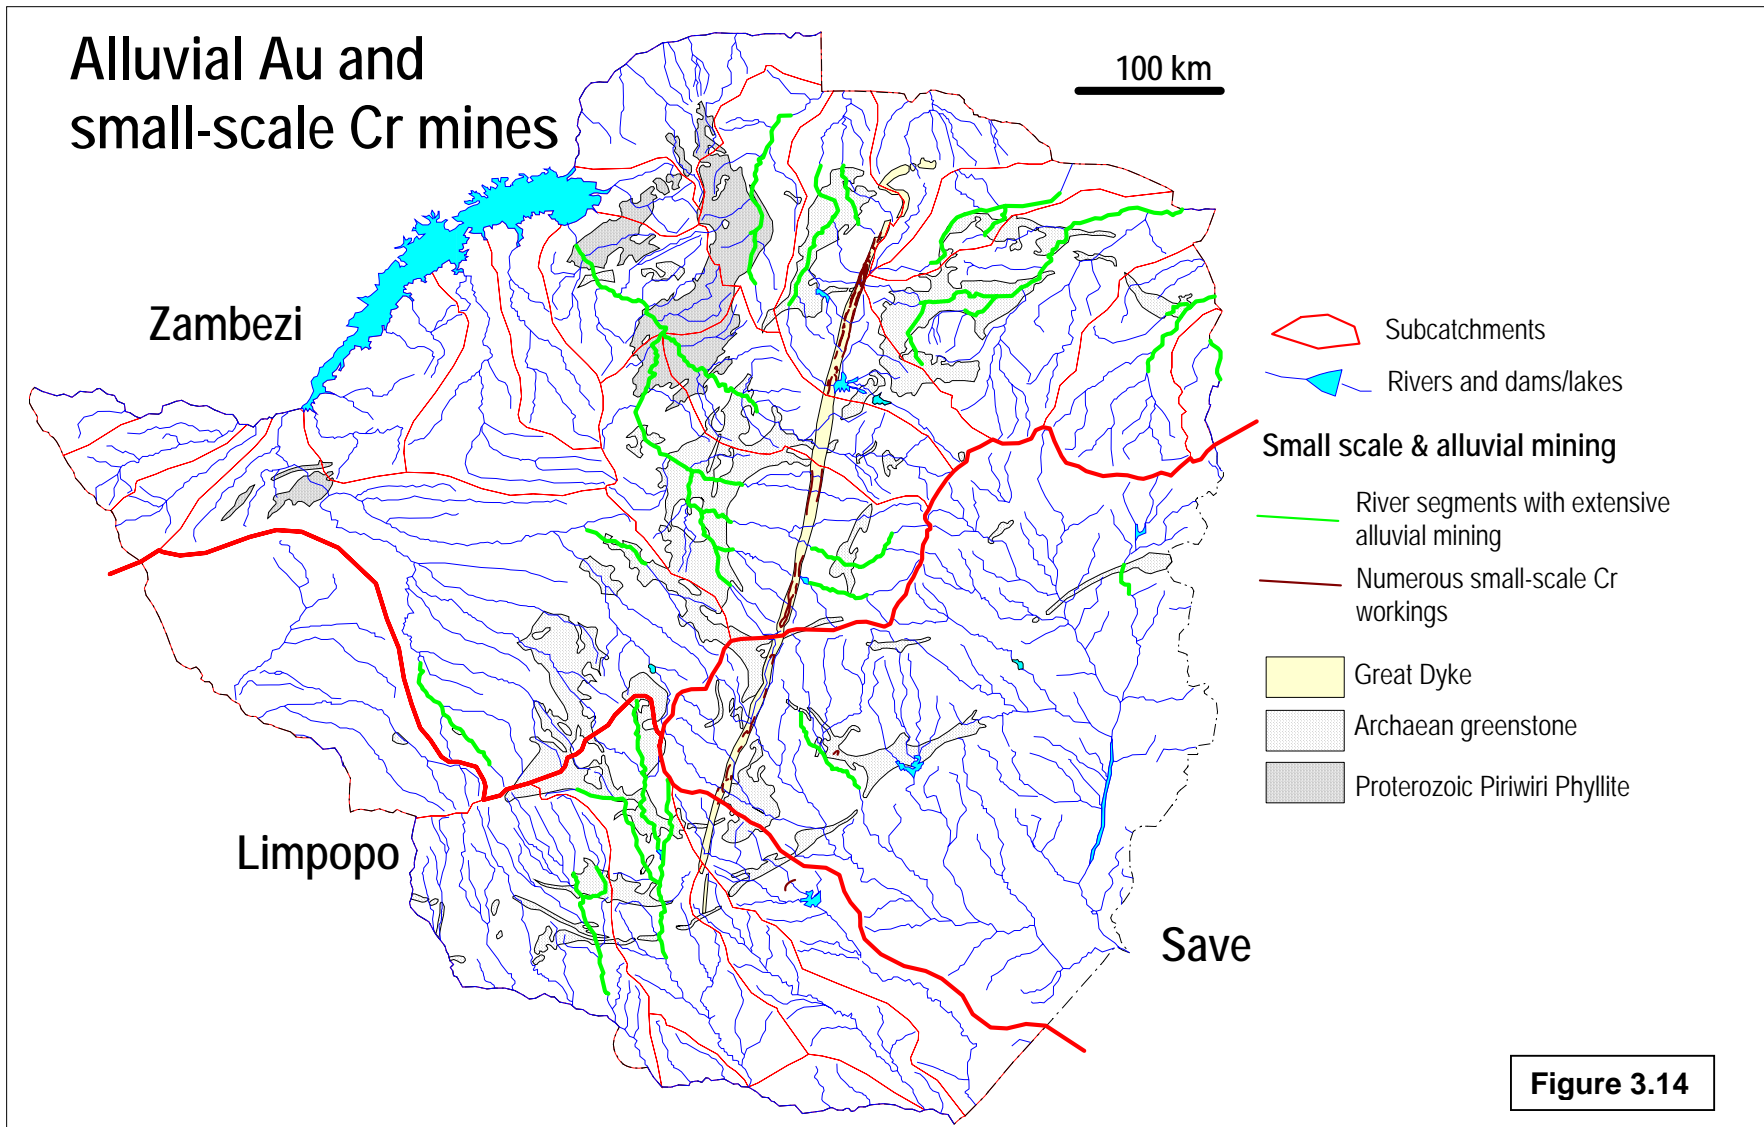 Alluvial Au and
small-scale Cr mines
100 km
Zambezi
Limpopo
Save
Subcatchments
Rivers and dams/lakes
Small scale & alluvial mining
River segments with extensive
alluvial mining
Numerous small-scale Cr
workings
Great Dyke
Archaean greenstone
Proterozoic Piriwiri Phyllite
Figure 3.14